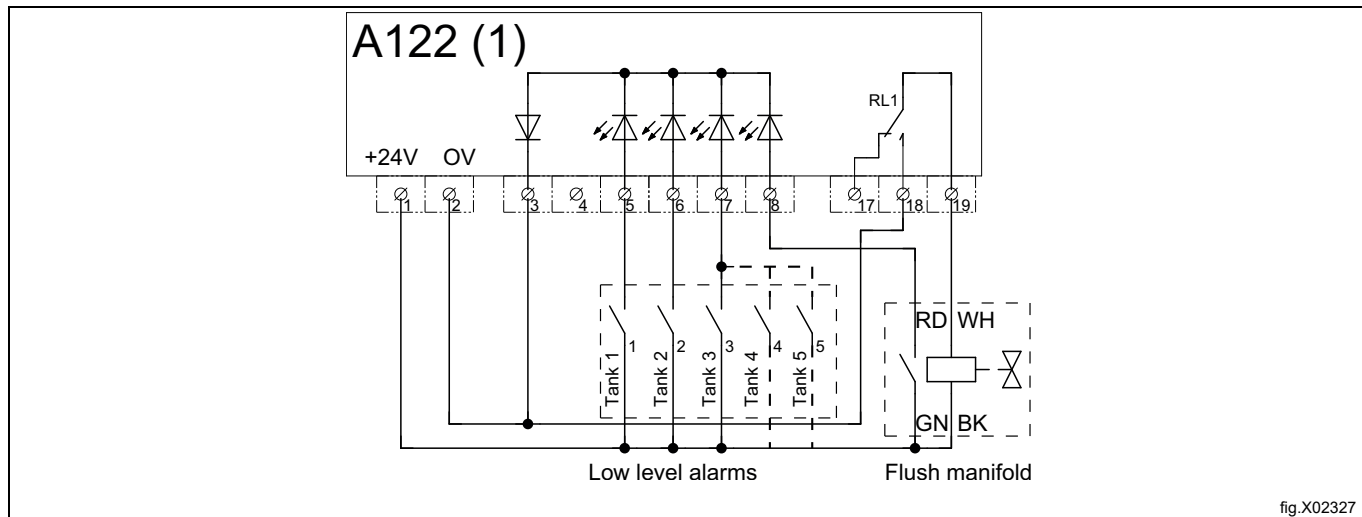 A122 (1)
RL1
+24V OV
1 2 3 4 5 6 7 8 17 18 19
RD WH
1 2 3 4 5
Tank 1
Tank 2
Tank 3
Tank 4
Tank 5
GN BK
Low level alarms Flush manifold
fig.X02327